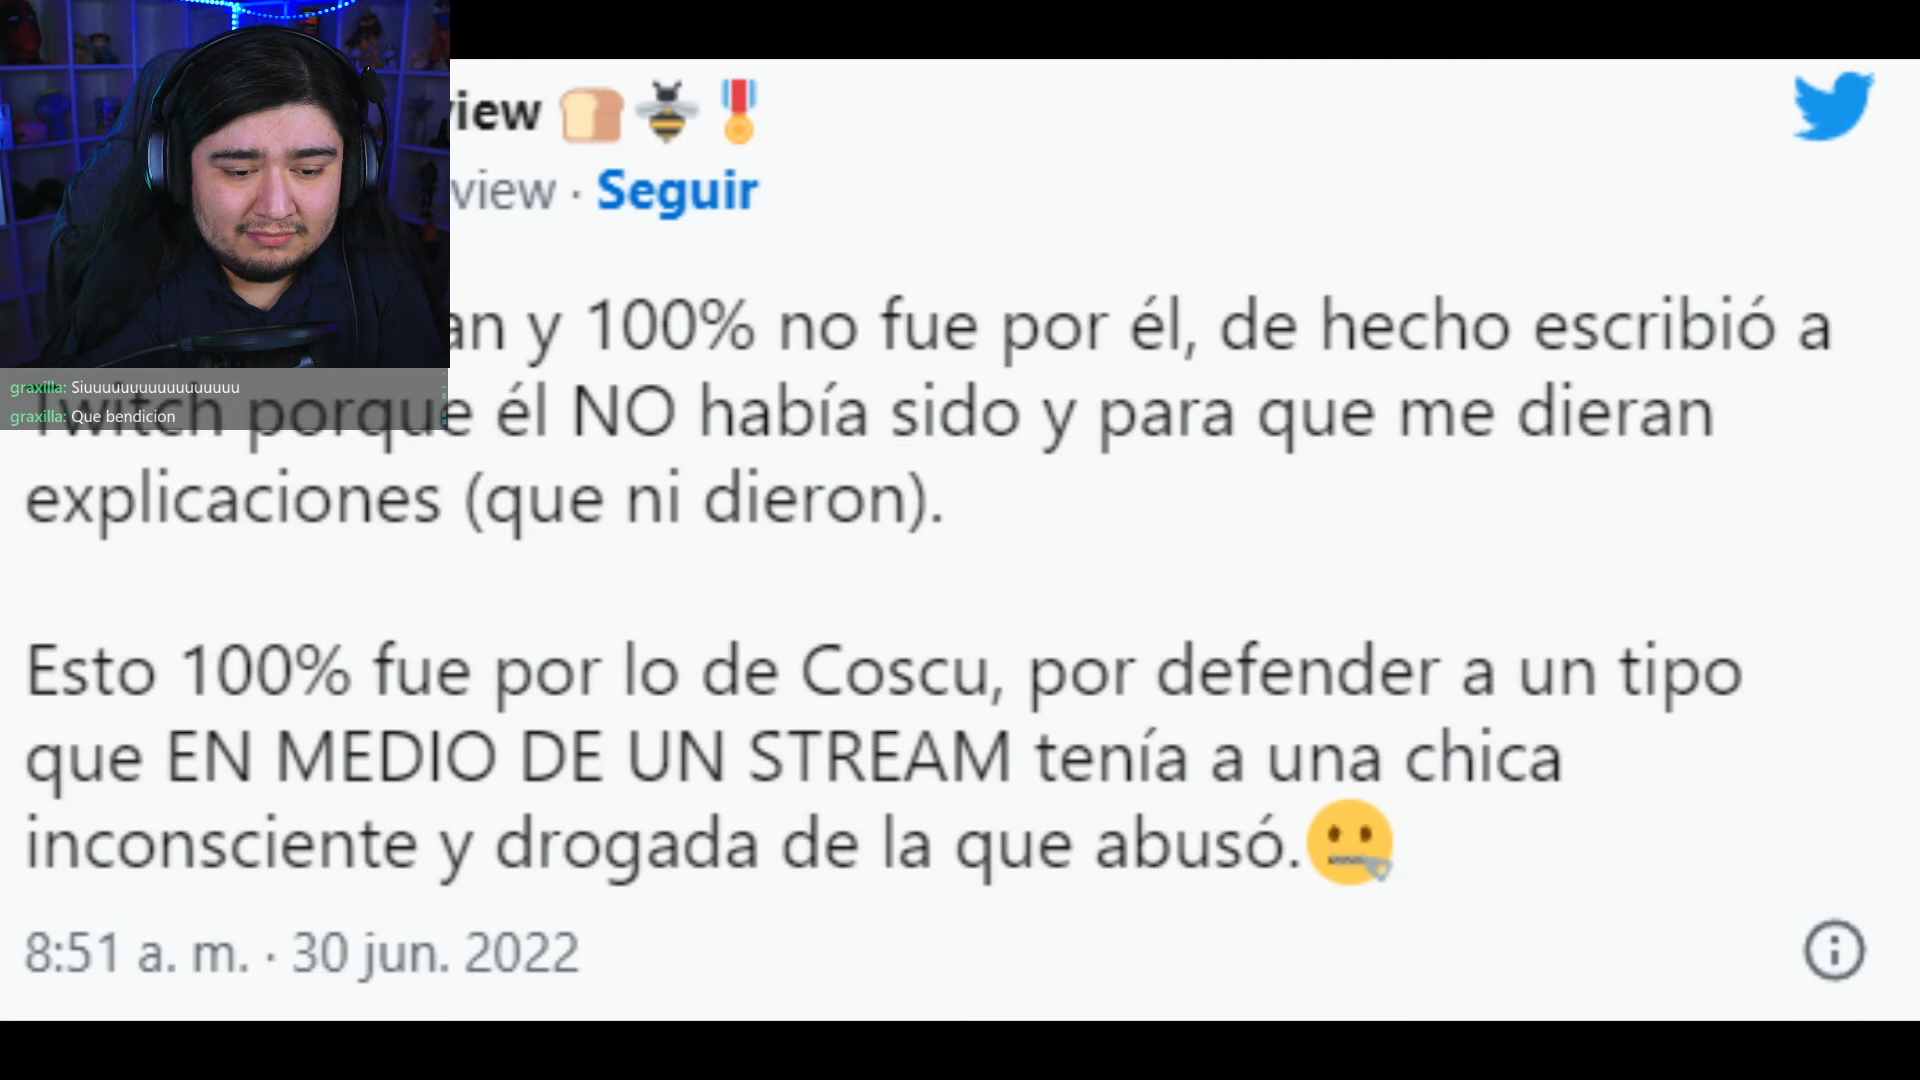 iew 🍞🐝🎖
view · Seguir
an y 100% no fue por él, de hecho escribió a
graxilla: Siuuuuuuuuuuuuuuuuu
Twitch porque él NO había sido y para que me dieran
graxilla: Que bendicion
explicaciones (que ni dieron).
Esto 100% fue por lo de Coscu, por defender a un tipo
que EN MEDIO DE UN STREAM tenía a una chica
inconsciente y drogada de la que abusó.🤐
8:51 a. m. · 30 jun. 2022